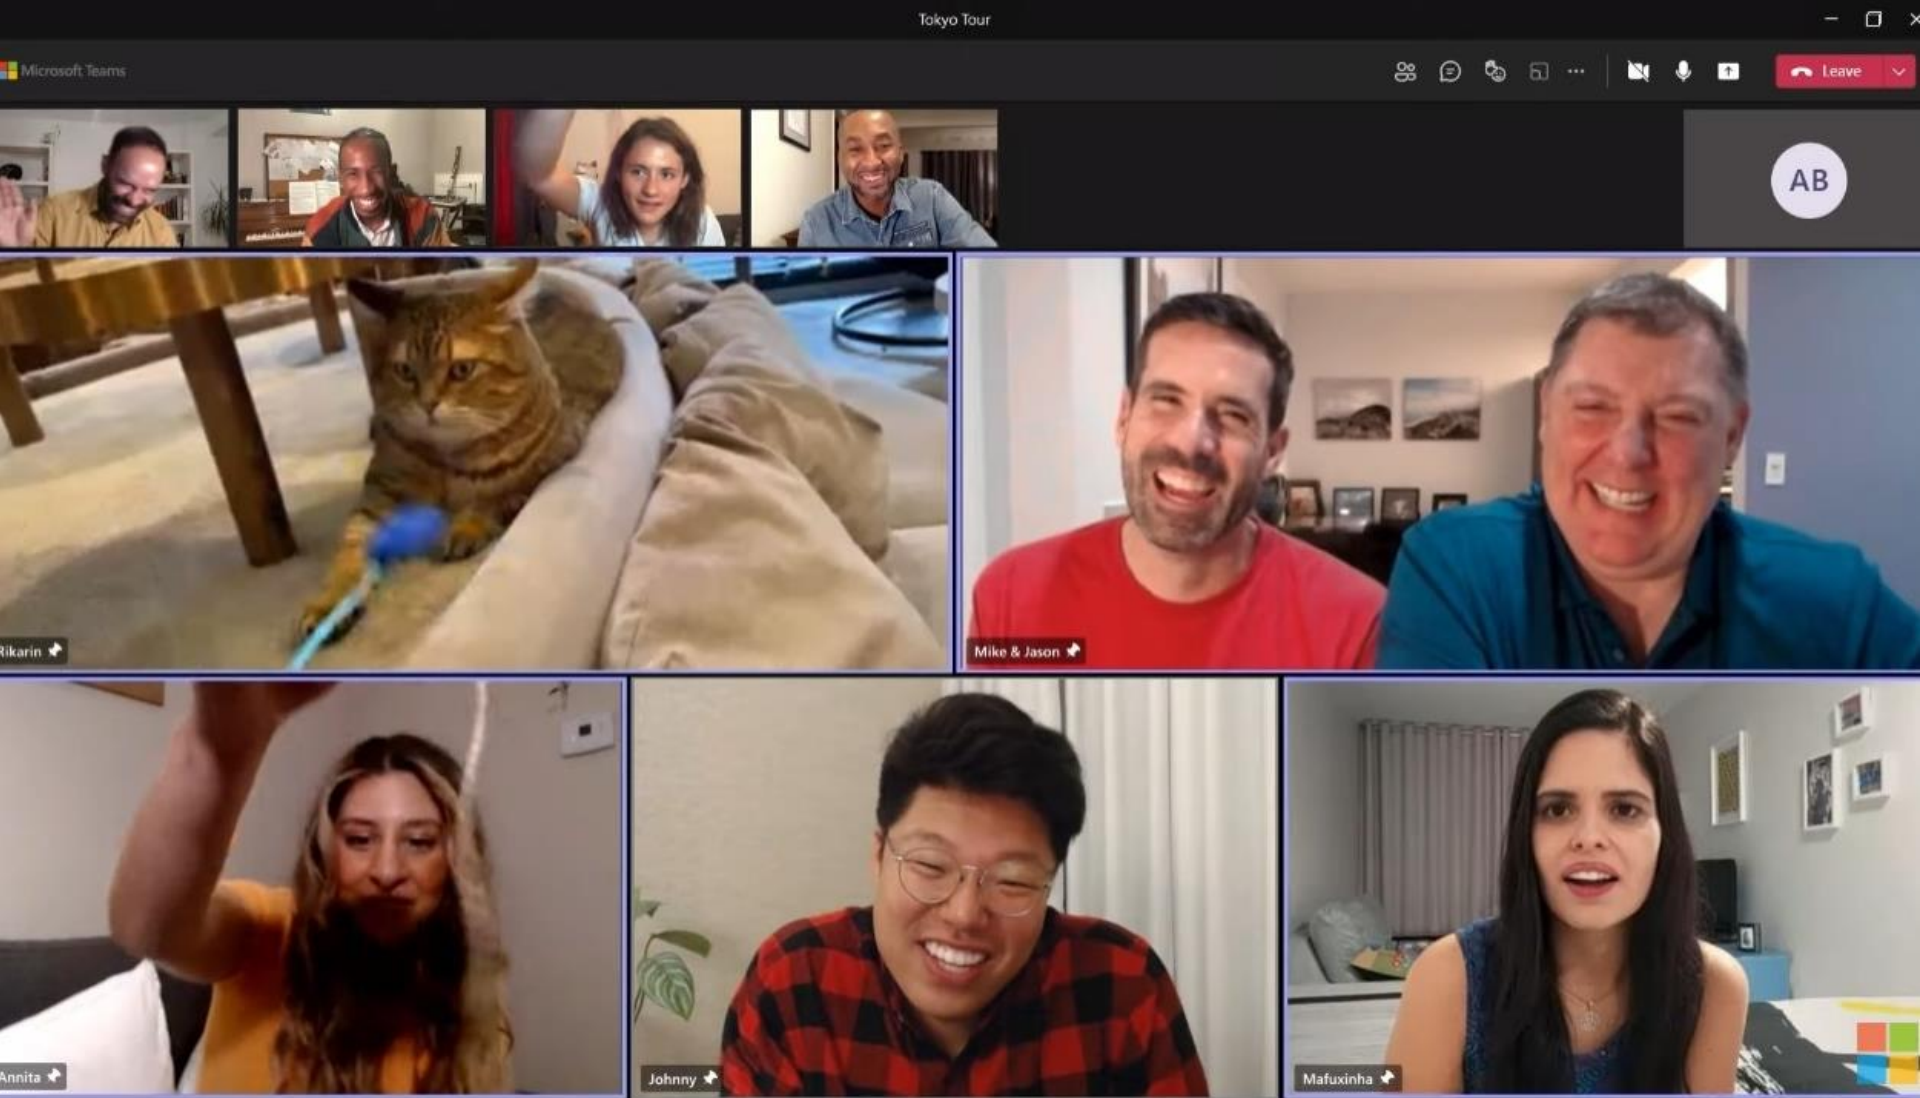 Tokyo Tour
Microsoft Teams
Leave
AB
Rikarin
Mike & Jason
Annita
Johnny
Mafuxinha